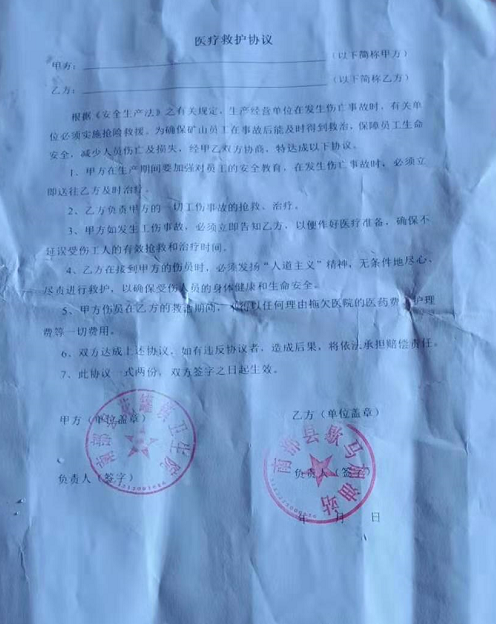 医疗救护协议
甲方：（以下简称甲方）
乙方：（以下简称乙方）
根据《安全生产法》之有关规定，生产经营单位在发生伤亡事故时，有关单
位必须实施抢险救援，为确保矿山员工在事故后能及时得到救治，保障员工生命
安全，减少人员伤亡及损失，经甲乙双方协商，特达成以下协议。
1、甲方在生产期间要加强对员工的安全教育，在发生伤亡事故时，必须立
即送往乙方及时治疗。
2、乙方负责甲方的一切工伤事故的抢救、治疗。
3、甲方如发生工伤事故，必须立即告知乙方，以便作好医疗准备，确保不
延误受伤工人的有效抢救和治疗时间。
4、乙方在接到甲方的伤员时，必须发扬“人道主义”精神，无条件地尽心、
尽责进行救护，以确保受伤人员的身体健康和生命安全。
5、甲方伤员在乙方的救治期间，不得以任何理由拖欠医院的医药费、护理
费等一切费用。
6、双方达成上述协议，如有违反协议者，造成后果，将依法承担赔偿责任。
7、此协议一式两份，双方签字之日起生效。
甲方（单位盖章）
乙方（单位盖章）
南部县 罐镇卫生院
南部县 马加油站
负责人（签字）
负责人（签字）
年 月 日